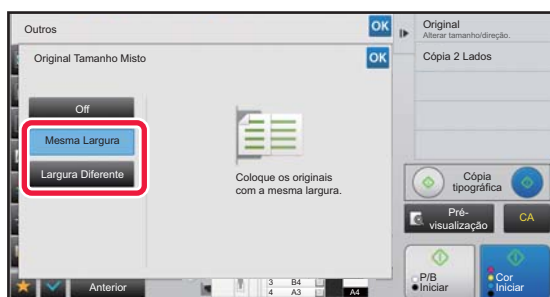 Outros
OK
Original Tamanho Misto
OK
Off
Mesma Largura
Largura Diferente
Coloque os originais
com a mesma largura.
Original
Alterar tamanho/direção.
Cópia 2 Lados
Cópia
tipográfica
Pré-
visualização
CA
P/B
Iniciar
Cor
Iniciar
Anterior
3 B4
4 A3
A4